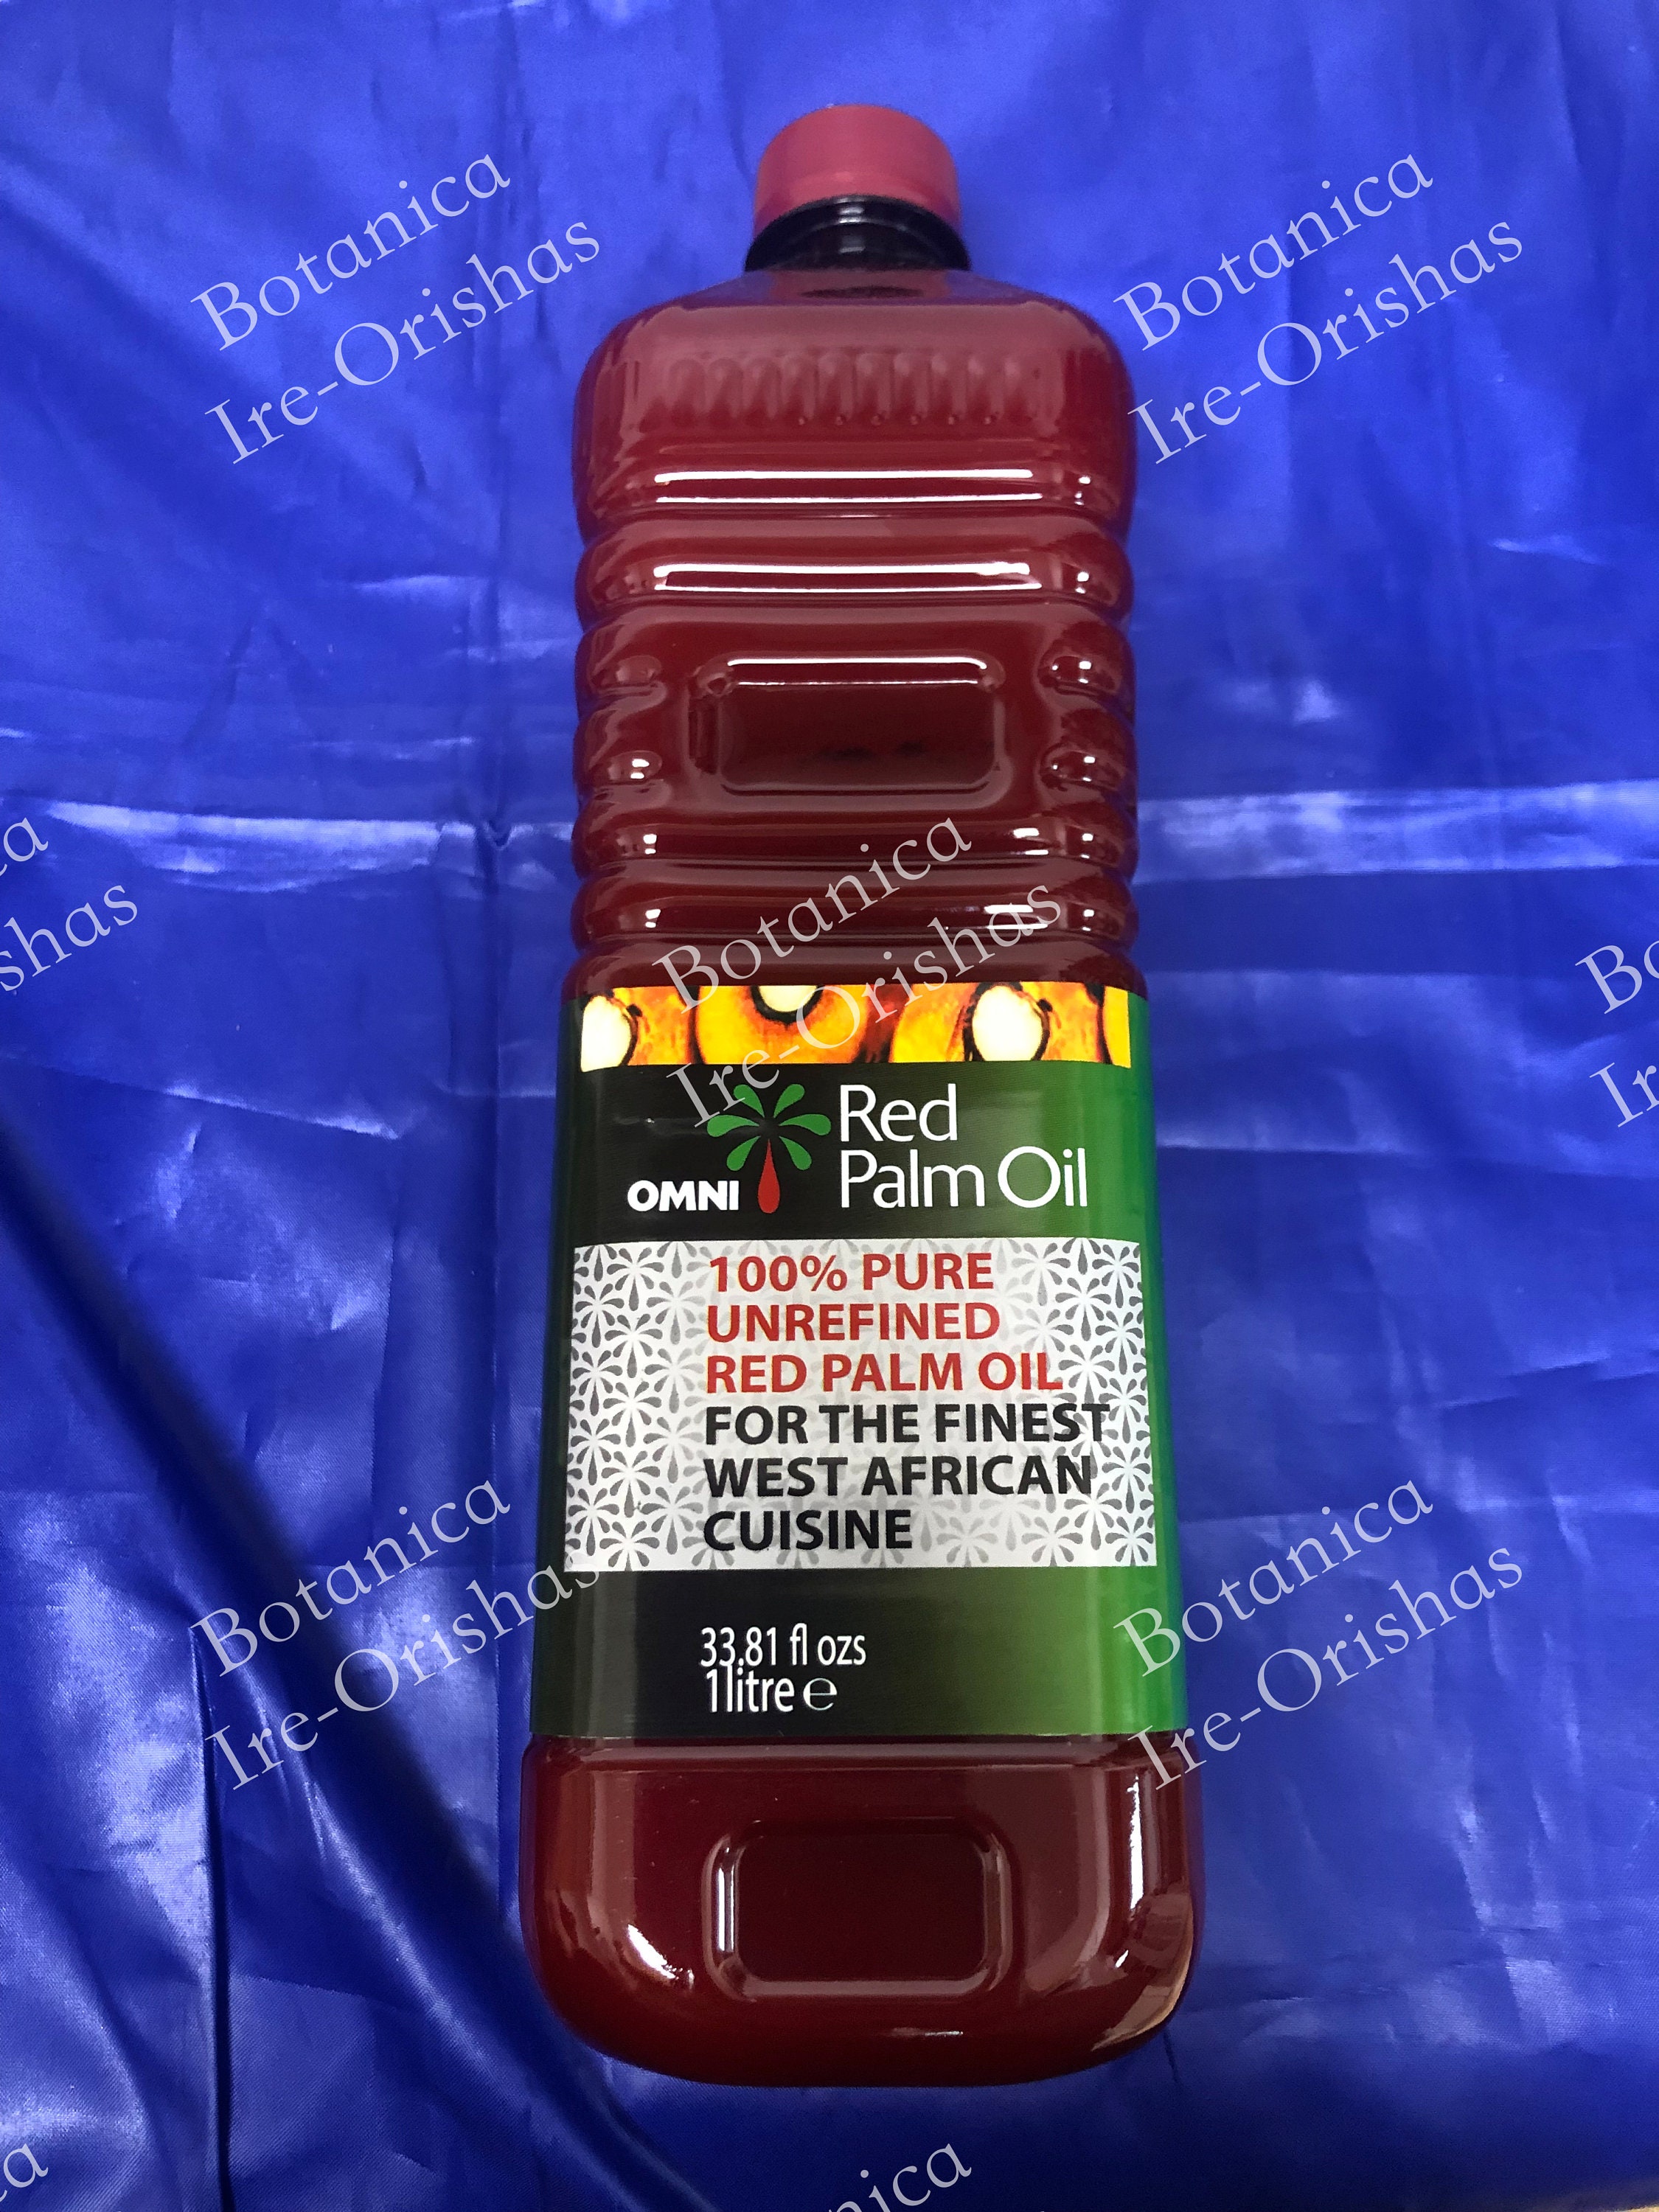 Botanica
Ire-Orishas
Botanica
Ire-Orishas
shas
Botanica
Ire-Orishas
OMNI
Red
Palm Oil
100% PURE
UNREFINED
RED PALM OIL
FOR THE FINEST
WEST AFRICAN
CUISINE
Botanica
Ire-Orishas
Botanica
Ire-Orishas
33.81 fl ozs
1litre ℮